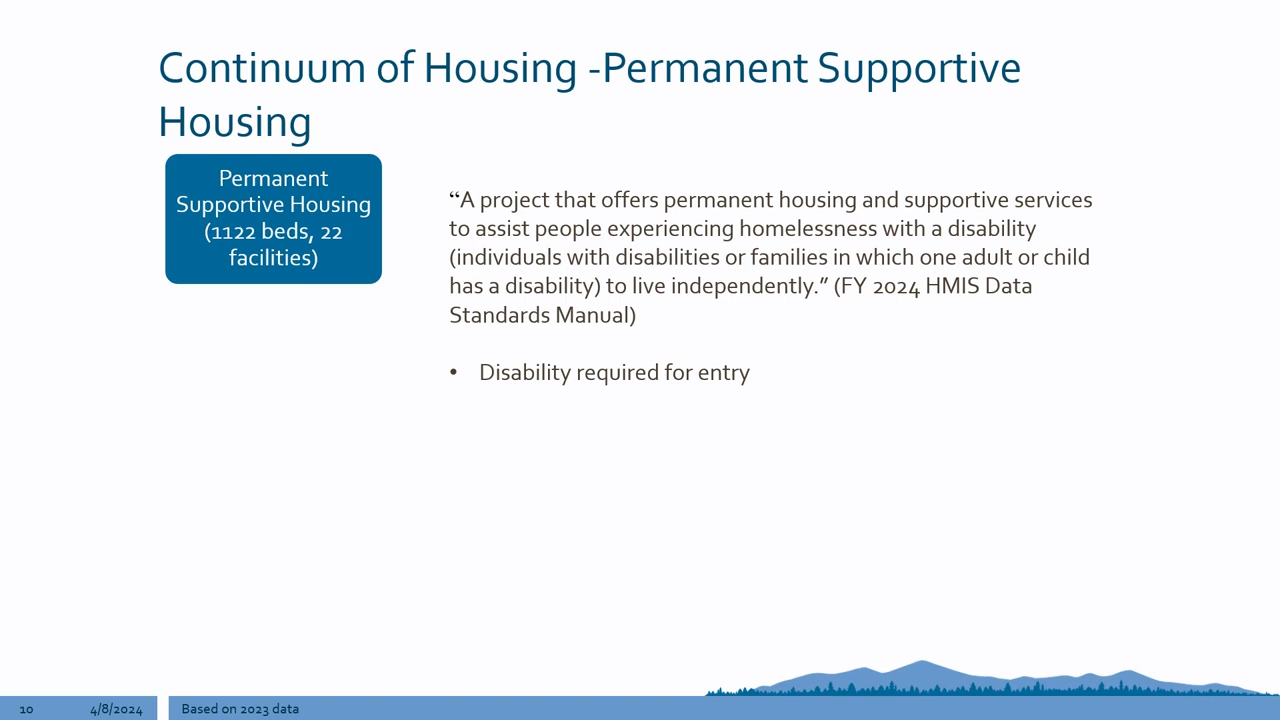 Continuum of Housing -Permanent Supportive
Housing
Permanent
Supportive Housing
(1122 beds, 22
facilities)
“A project that offers permanent housing and supportive services
to assist people experiencing homelessness with a disability
(individuals with disabilities or families in which one adult or child
has a disability) to live independently.” (FY 2024 HMIS Data
Standards Manual)
• Disability required for entry
10 4/8/2024 Based on 2023 data